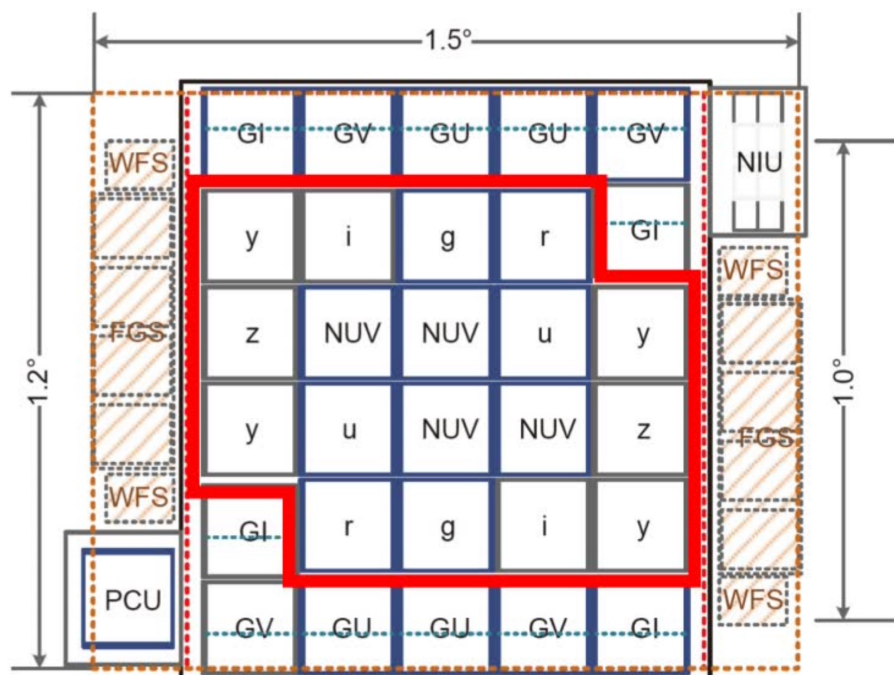 1.5°
GI GV GU GU GV
WFS NIU
y i g r GI
WFS
z NUV NUV u y
FGS
1.2° 1.0°
y u NUV NUV z
FGS
WFS
GI r g i y
PCU WFS
GV GU GU GV GI